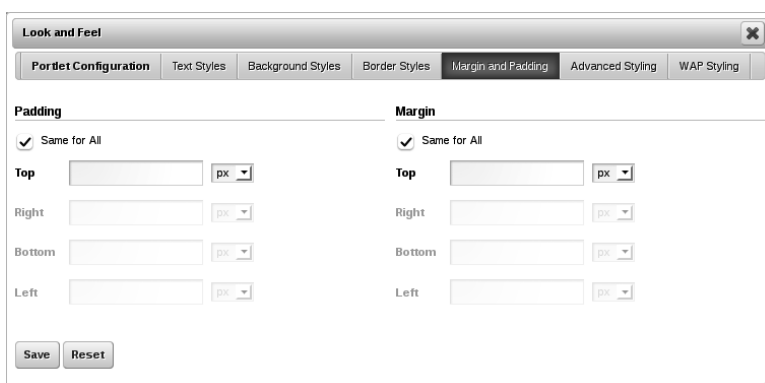 Look and Feel
Portlet Configuration Text Styles Background Styles Border Styles Margin and Padding Advanced Styling WAP Styling
Padding
Same for All
Top px
Right px
Bottom px
Left px
Margin
Same for All
Top px
Right px
Bottom px
Left px
Save Reset